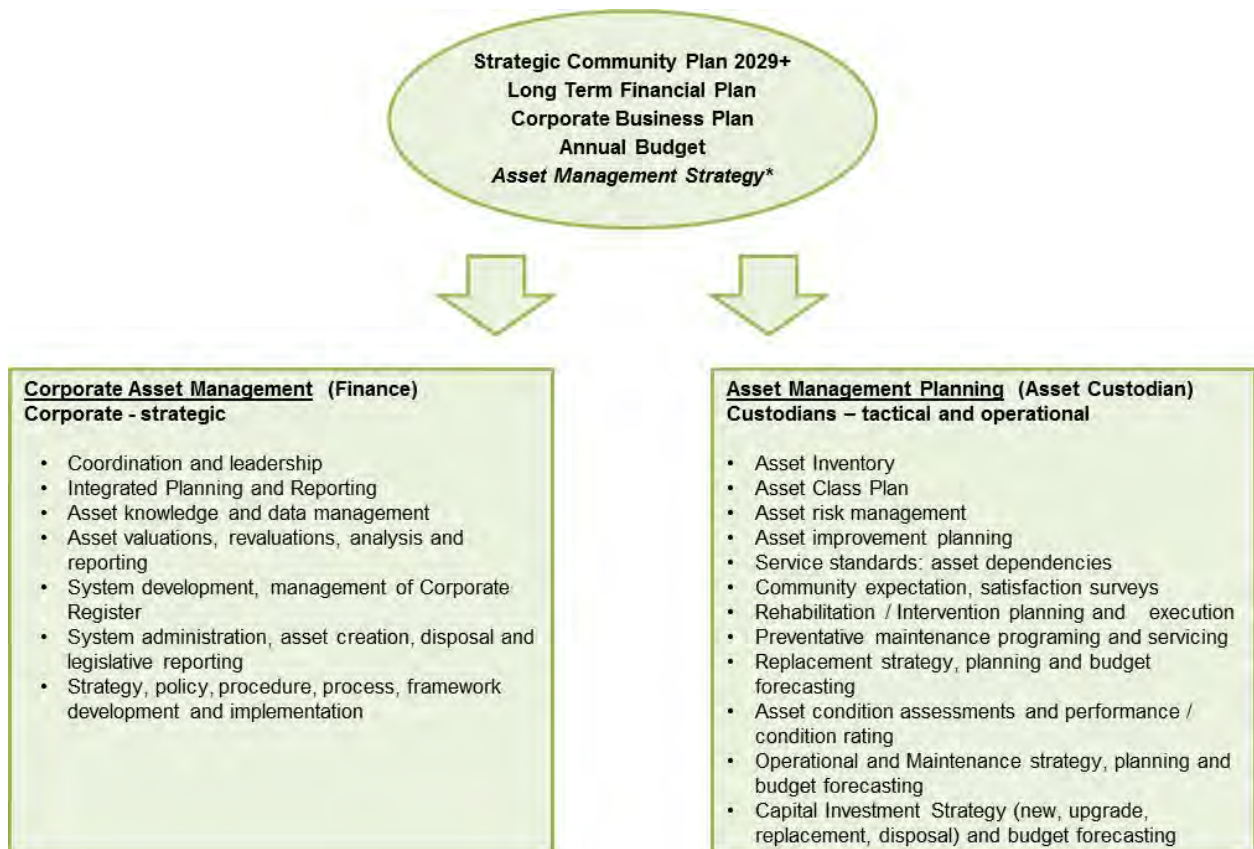 Strategic Community Plan 2029+
Long Term Financial Plan
Corporate Business Plan
Annual Budget
Asset Management Strategy*
Corporate Asset Management (Finance)
Corporate - strategic
• Coordination and leadership
• Integrated Planning and Reporting
• Asset knowledge and data management
• Asset valuations, revaluations, analysis and
reporting
• System development, management of Corporate
Register
• System administration, asset creation, disposal and
legislative reporting
• Strategy, policy, procedure, process, framework
development and implementation
Asset Management Planning (Asset Custodian)
Custodians – tactical and operational
• Asset Inventory
• Asset Class Plan
• Asset risk management
• Asset improvement planning
• Service standards: asset dependencies
• Community expectation, satisfaction surveys
• Rehabilitation / Intervention planning and execution
• Preventative maintenance programing and servicing
• Replacement strategy, planning and budget
forecasting
• Asset condition assessments and performance /
condition rating
• Operational and Maintenance strategy, planning and
budget forecasting
• Capital Investment Strategy (new, upgrade,
replacement, disposal) and budget forecasting